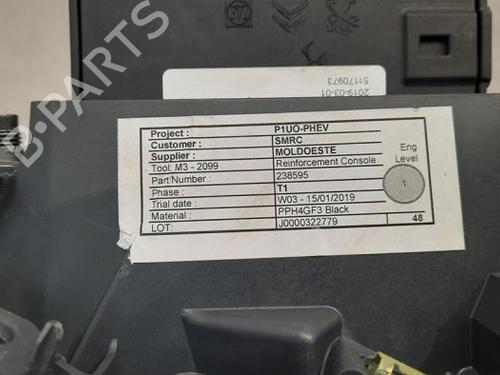 B-PARTS
2019-03-01
51170973
Project : P1UO-PHEV
Customer : SMRC
Supplier : MOLDOESTE
Tool: M3 - 2099 Reinforcement Console
Part Number : 238595
Phase : T1
Trial date : W03 - 15/01/2019
Material : PPH4GF3 Black
LOT: J0000322779
Eng
Level
1
48